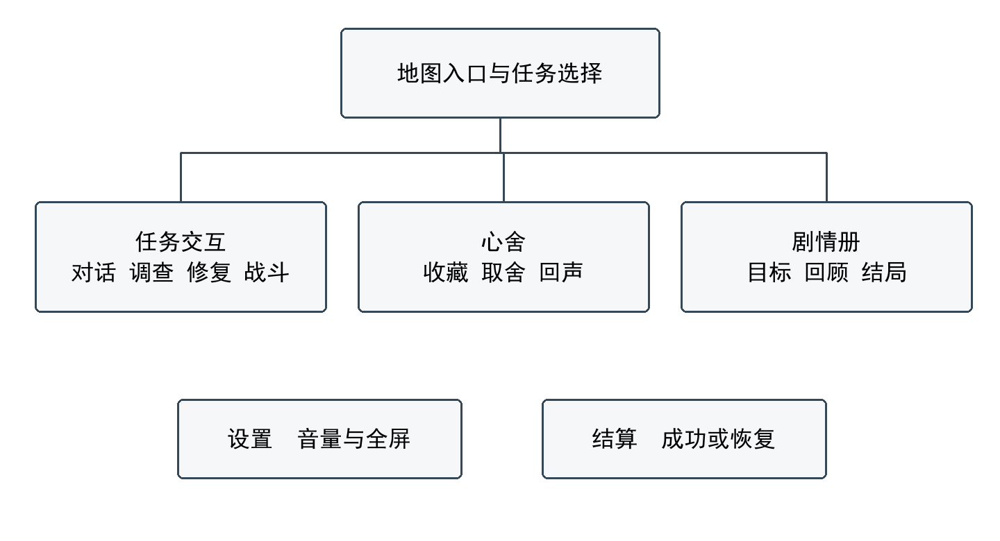 地图入口与任务选择
任务交互
对话 调查 修复 战斗
心舍
收藏 取舍 回声
剧情册
目标 回顾 结局
设置 音量与全屏
结算 成功或恢复